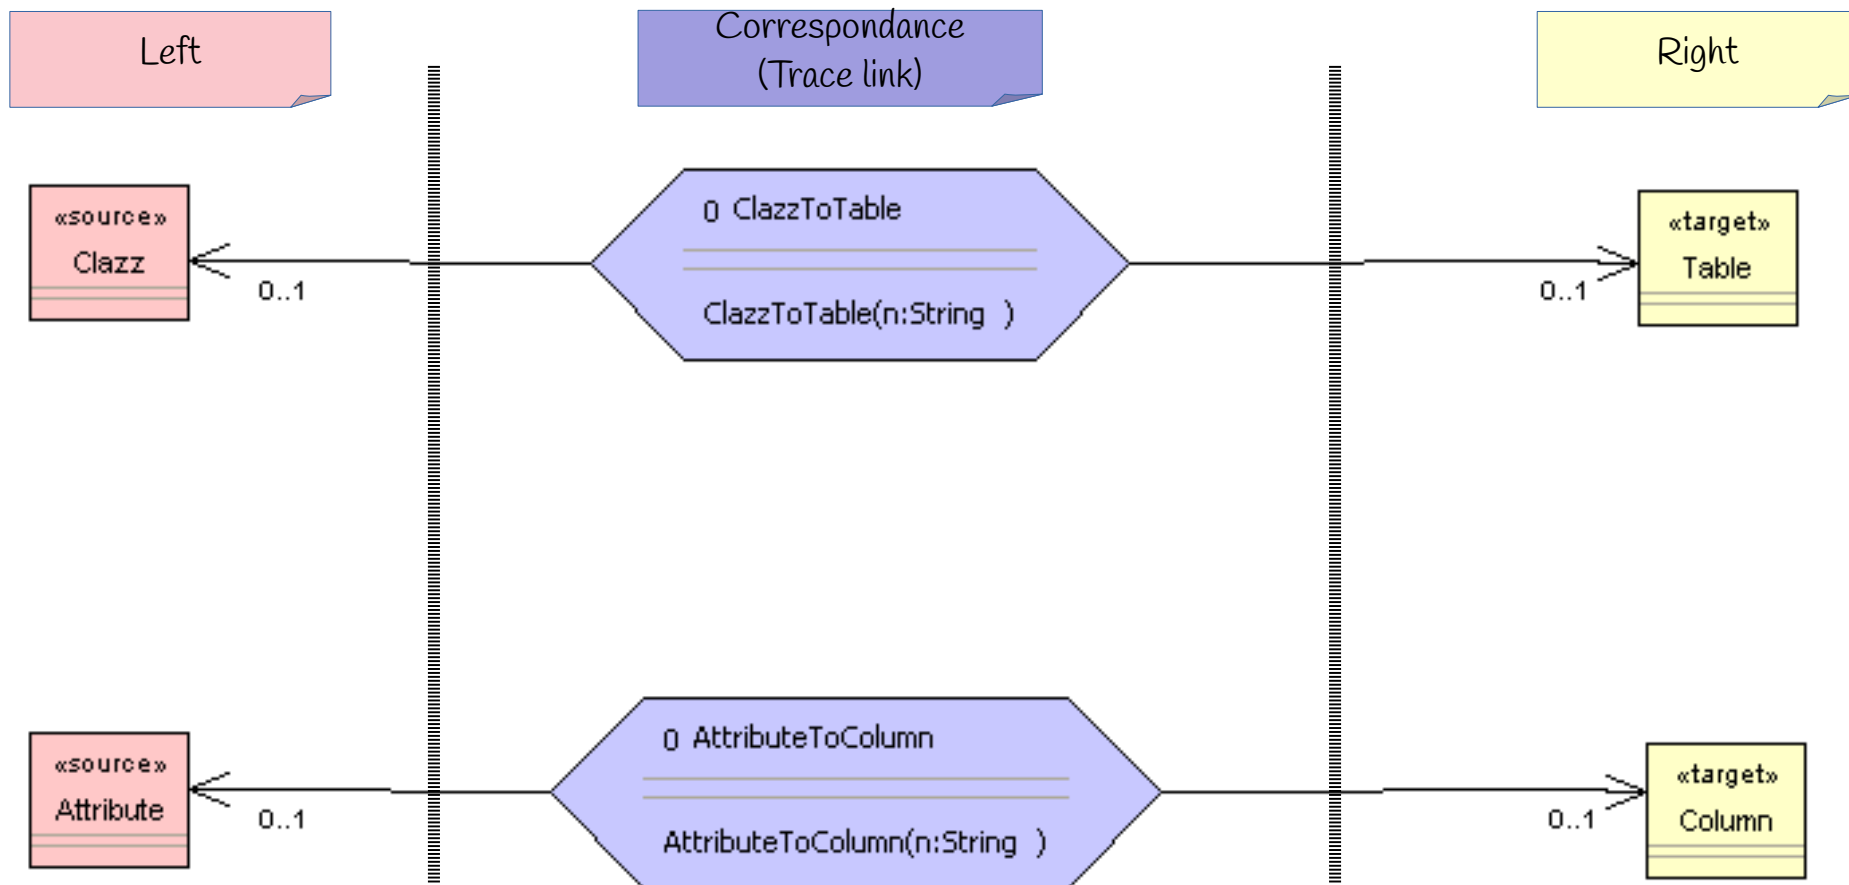 Left
Correspondance
(Trace link)
Right
«source»
Clazz
0..1
0 ClazzToTable
ClazzToTable(n:String )
0..1
«target»
Table
«source»
Attribute
0..1
0 AttributeToColumn
AttributeToColumn(n:String )
0..1
«target»
Column